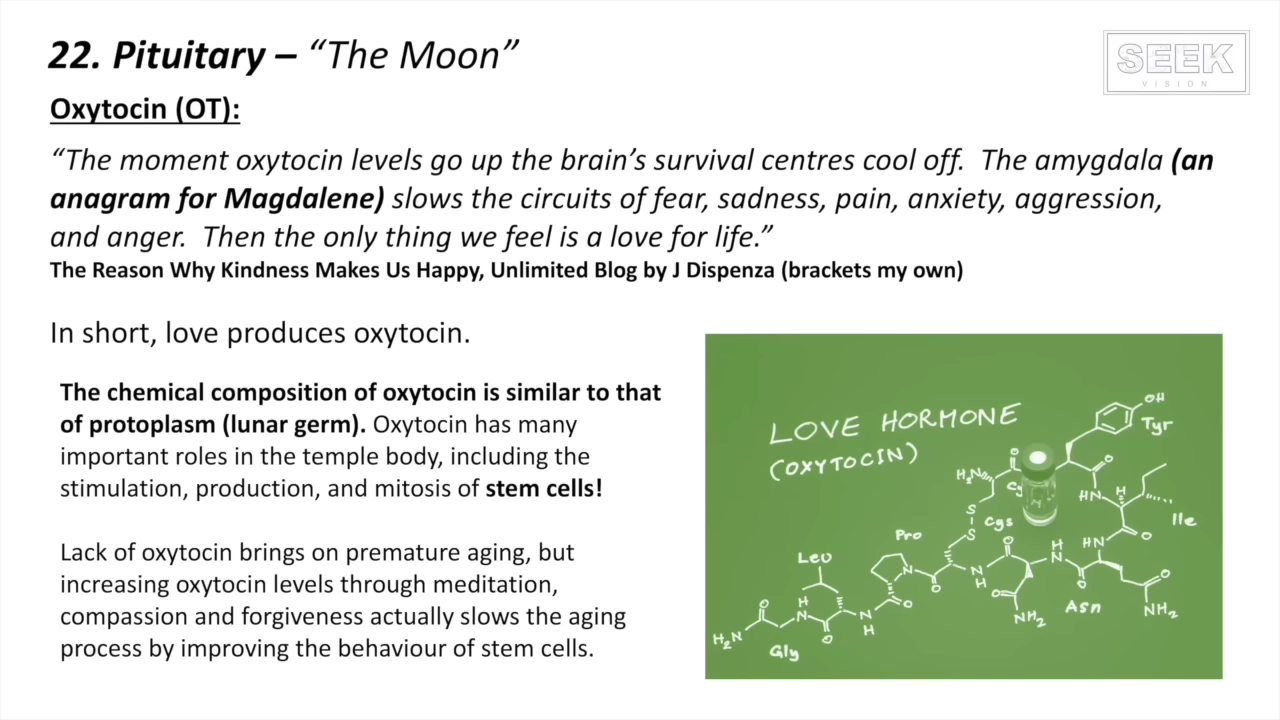 22. Pituitary – “The Moon”
SEEK
VISION
Oxytocin (OT):
“The moment oxytocin levels go up the brain’s survival centres cool off.  The amygdala (an
anagram for Magdalene) slows the circuits of fear, sadness, pain, anxiety, aggression,
and anger.  Then the only thing we feel is a love for life.”
The Reason Why Kindness Makes Us Happy, Unlimited Blog by J Dispenza (brackets my own)
In short, love produces oxytocin.
The chemical composition of oxytocin is similar to that
of protoplasm (lunar germ). Oxytocin has many
important roles in the temple body, including the
stimulation, production, and mitosis of stem cells!
Lack of oxytocin brings on premature aging, but
increasing oxytocin levels through meditation,
compassion and forgiveness actually slows the aging
process by improving the behaviour of stem cells.
LOVE HORMONE
(OXYTOCIN)
OH
Tyr
O
O
H₂N
Cy
HN
H
S
S
Cys
Ile
O
Pro
O
H
HN
Leu
N
O
N
H
N
O
O
O
NH₂
Asn
NH₂
H
N
O
N
H
O
H₂N
O
Gly